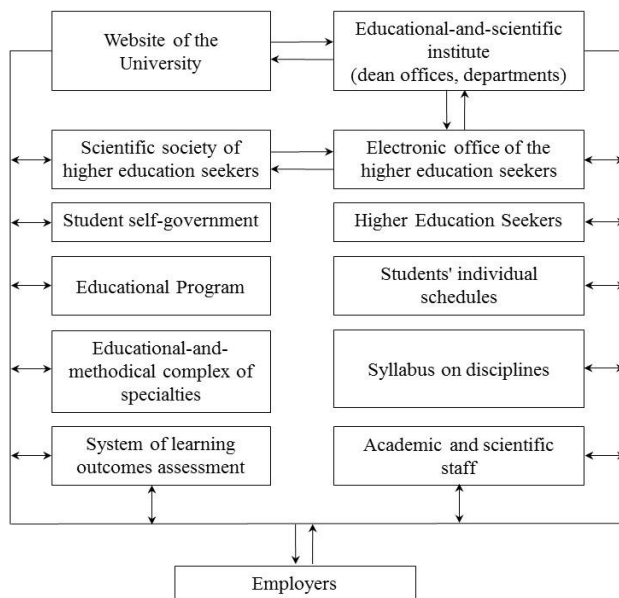 Website of the
University
Educational-and-scientific
institute
(dean offices, departments)
Scientific society of
higher education seekers
Electronic office of the
higher education seekers
Student self-government
Higher Education Seekers
Educational Program
Students' individual
schedules
Educational-and-
methodical complex of
specialties
Syllabus on disciplines
System of learning
outcomes assessment
Academic and scientific
staff
Employers